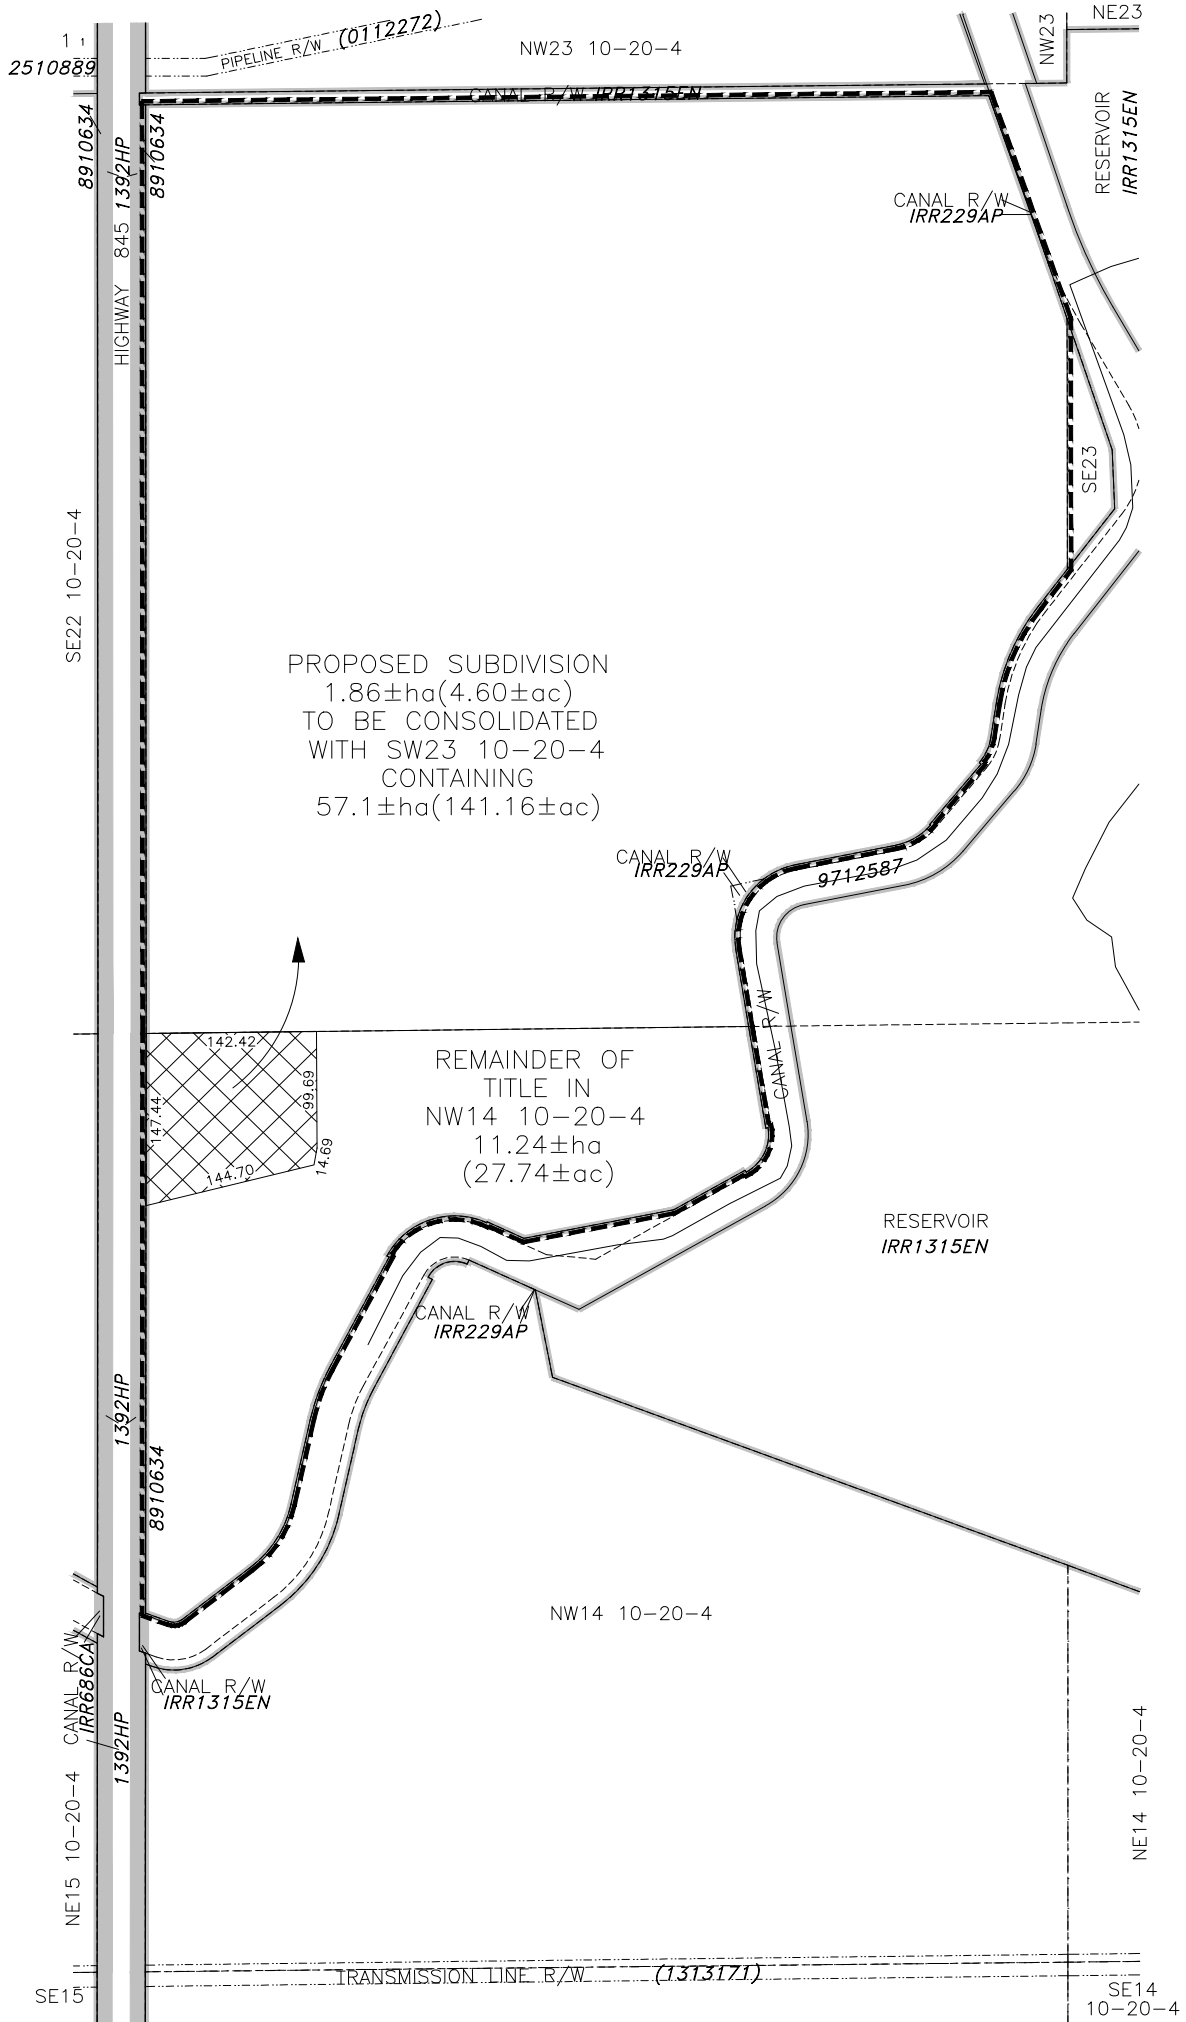 NE23
NW23
1 -
2510889
PIPELINE R/W (0112272)
NW23 10-20-4
CANAL R/W IRR1315EN
8910634
1392HP
8910634
HIGHWAY 845
RESERVOIR
IRR1315EN
CANAL R/W
IRR229AP
SE23
SE22 10-20-4
PROPOSED SUBDIVISION
1.86±ha(4.60±ac)
TO BE CONSOLIDATED
WITH SW23 10-20-4
CONTAINING
57.1±ha(141.16±ac)
CANAL R/W
IRR229AP
9712587
CANAL R/W
142.42
99.69
147.44
144.70
14.69
REMAINDER OF
TITLE IN
NW14 10-20-4
11.24±ha
(27.74±ac)
RESERVOIR
IRR1315EN
CANAL R/W
IRR229AP
1392HP
8910634
NW14 10-20-4
CANAL R/W
IRR686CA
CANAL R/W
IRR1315EN
1392HP
NE15 10-20-4
NE14 10-20-4
TRANSMISSION LINE R/W (1313171)
SE15
SE14
10-20-4